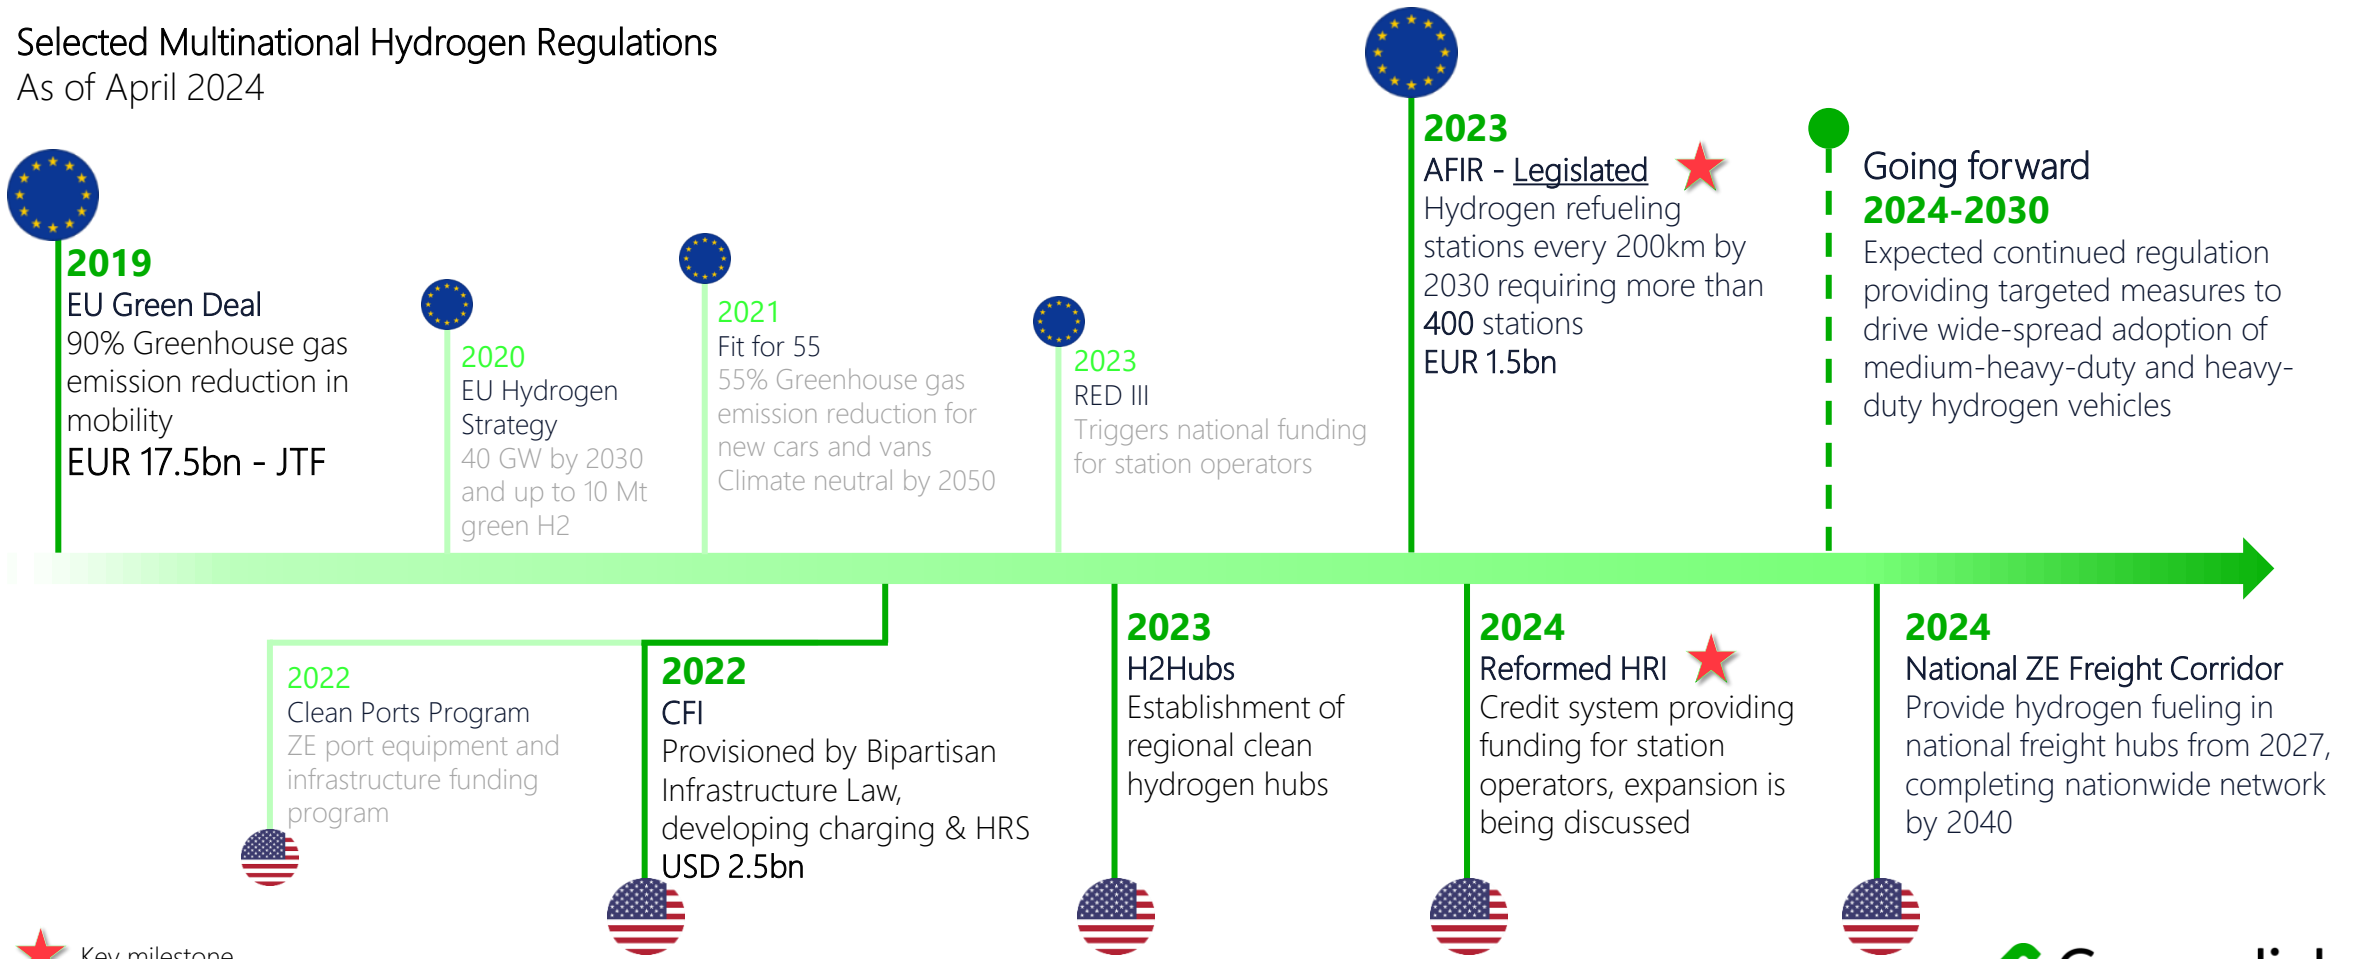 Selected Multinational Hydrogen Regulations
As of April 2024
2019
EU Green Deal
90% Greenhouse gas
emission reduction in
mobility
EUR 17.5bn - JTF
2020
EU Hydrogen
Strategy
40 GW by 2030
and up to 10 Mt
green H2
2021
Fit for 55
55% Greenhouse gas
emission reduction for
new cars and vans
Climate neutral by 2050
2023
RED III
Triggers national funding
for station operators
2023
AFIR - Legislated
Hydrogen refueling
stations every 200km by
2030 requiring more than
400 stations
EUR 1.5bn
Going forward
2024-2030
Expected continued regulation
providing targeted measures to
drive wide-spread adoption of
medium-heavy-duty and heavy-
duty hydrogen vehicles
2022
Clean Ports Program
ZE port equipment and
infrastructure funding
program
2022
CFI
Provisioned by Bipartisan
Infrastructure Law,
developing charging & HRS
USD 2.5bn
2023
H2Hubs
Establishment of
regional clean
hydrogen hubs
2024
Reformed HRI
Credit system providing
funding for station
operators, expansion is
being discussed
2024
National ZE Freight Corridor
Provide hydrogen fueling in
national freight hubs from 2027,
completing nationwide network
by 2040
Key milestone